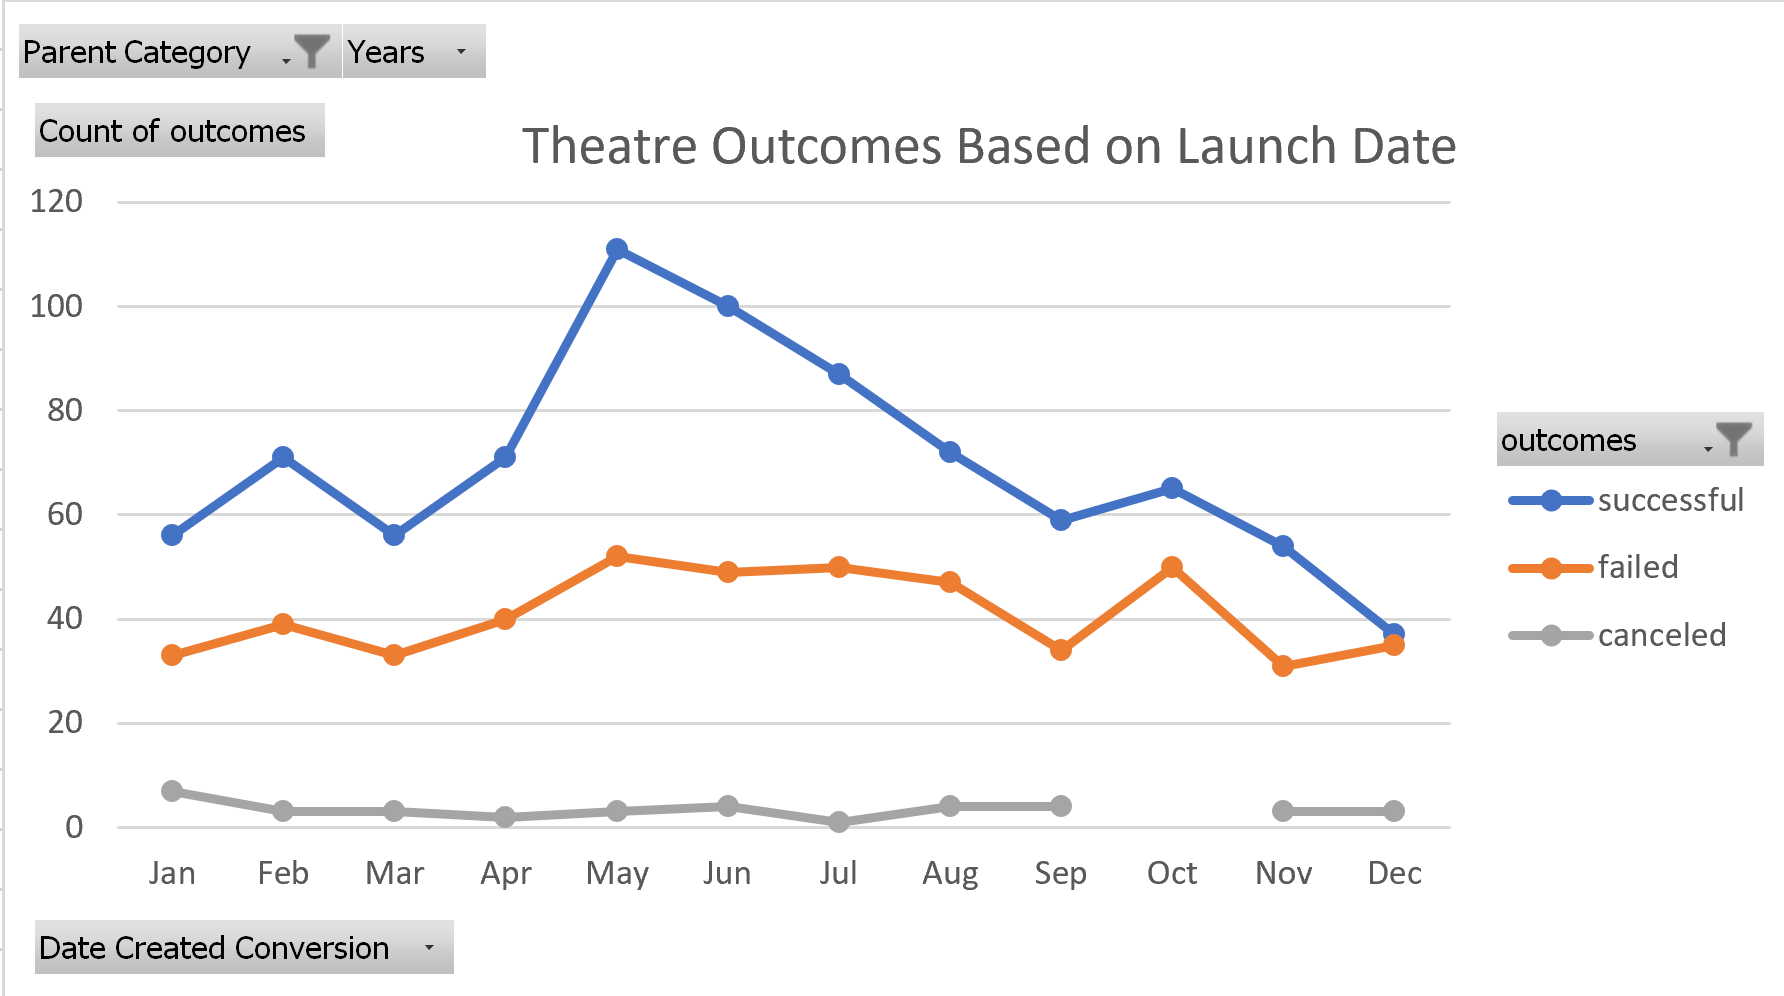 Parent Category Years
Count of outcomes
Theatre Outcomes Based on Launch Date
120
100
80
60
40
20
0
Jan Feb Mar Apr May Jun Jul Aug Sep Oct Nov Dec
outcomes
successful
failed
canceled
Date Created Conversion